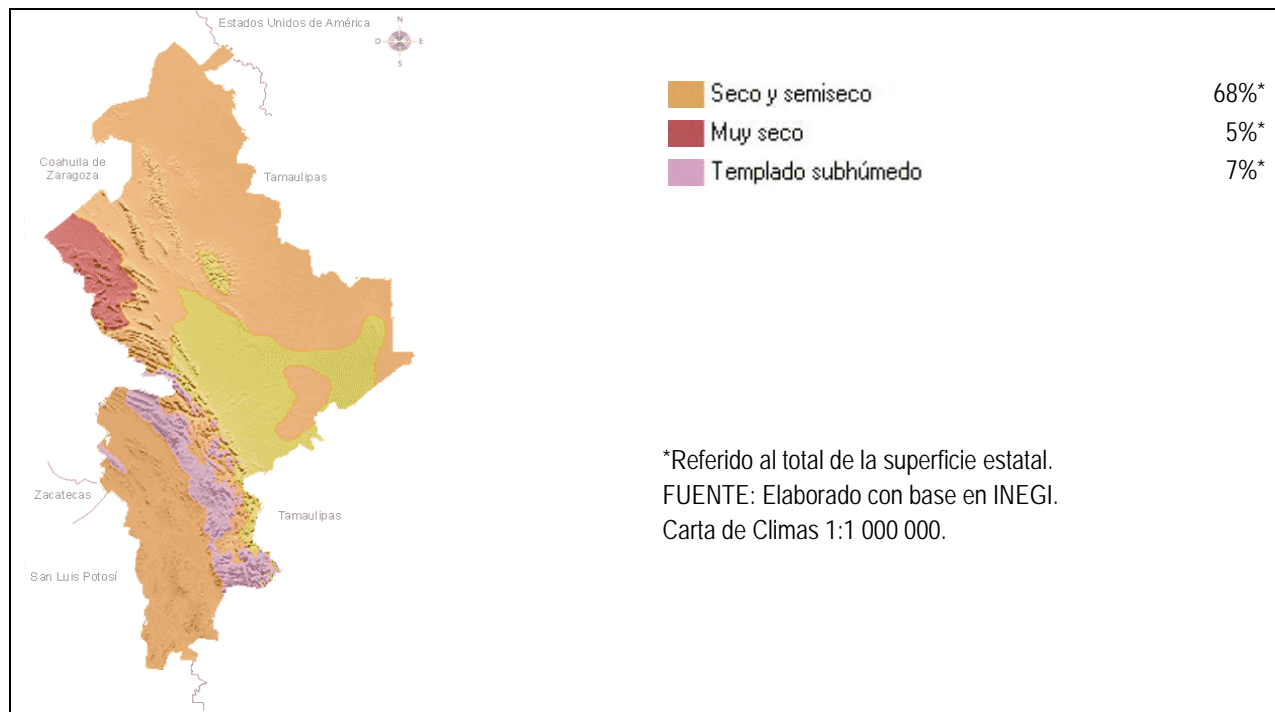 Estados Unidos de América
N
O
E
S
Seco y semiseco 68%*
Muy seco 5%*
Templado subhúmedo 7%*
Coahuila de
Zaragoza
Tamaulipas
*Referido al total de la superficie estatal.
FUENTE: Elaborado con base en INEGI.
Carta de Climas 1:1 000 000.
Zacatecas
Tamaulipas
San Luis Potosí